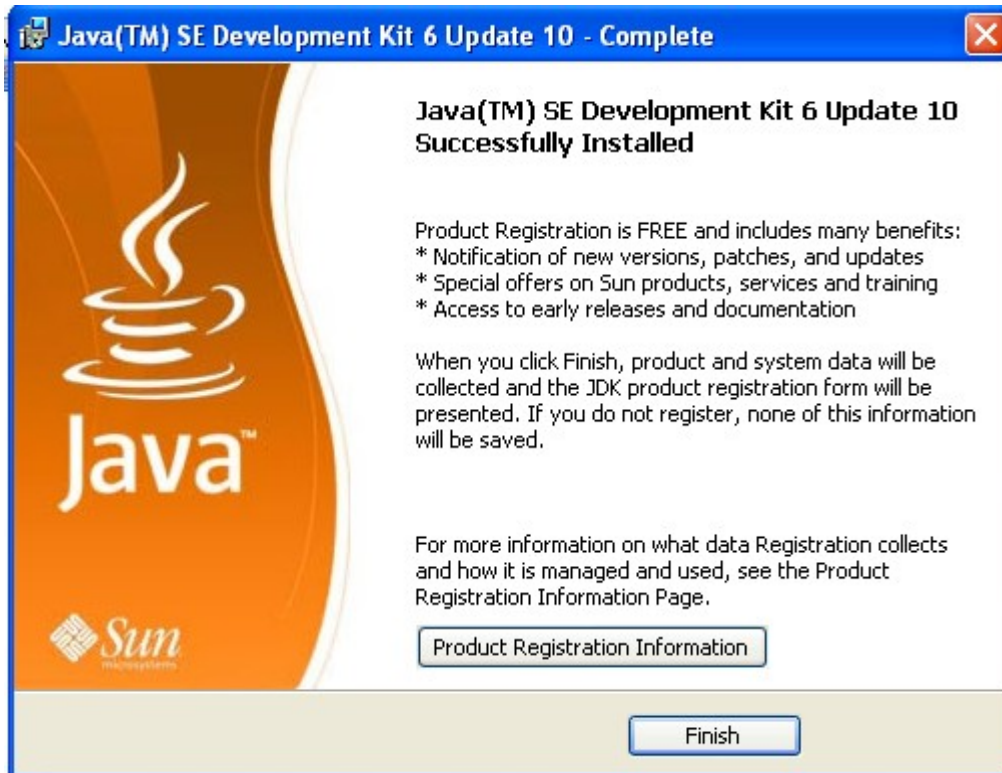 Java(TM) SE Development Kit 6 Update 10 - Complete
Java(TM) SE Development Kit 6 Update 10
Successfully Installed
Product Registration is FREE and includes many benefits:
* Notification of new versions, patches, and updates
* Special offers on Sun products, services and training
* Access to early releases and documentation
When you click Finish, product and system data will be
collected and the JDK product registration form will be
presented. If you do not register, none of this information
will be saved.
Java™
For more information on what data Registration collects
and how it is managed and used, see the Product
Registration Information Page.
Sun
microsystems
Product Registration Information
Finish